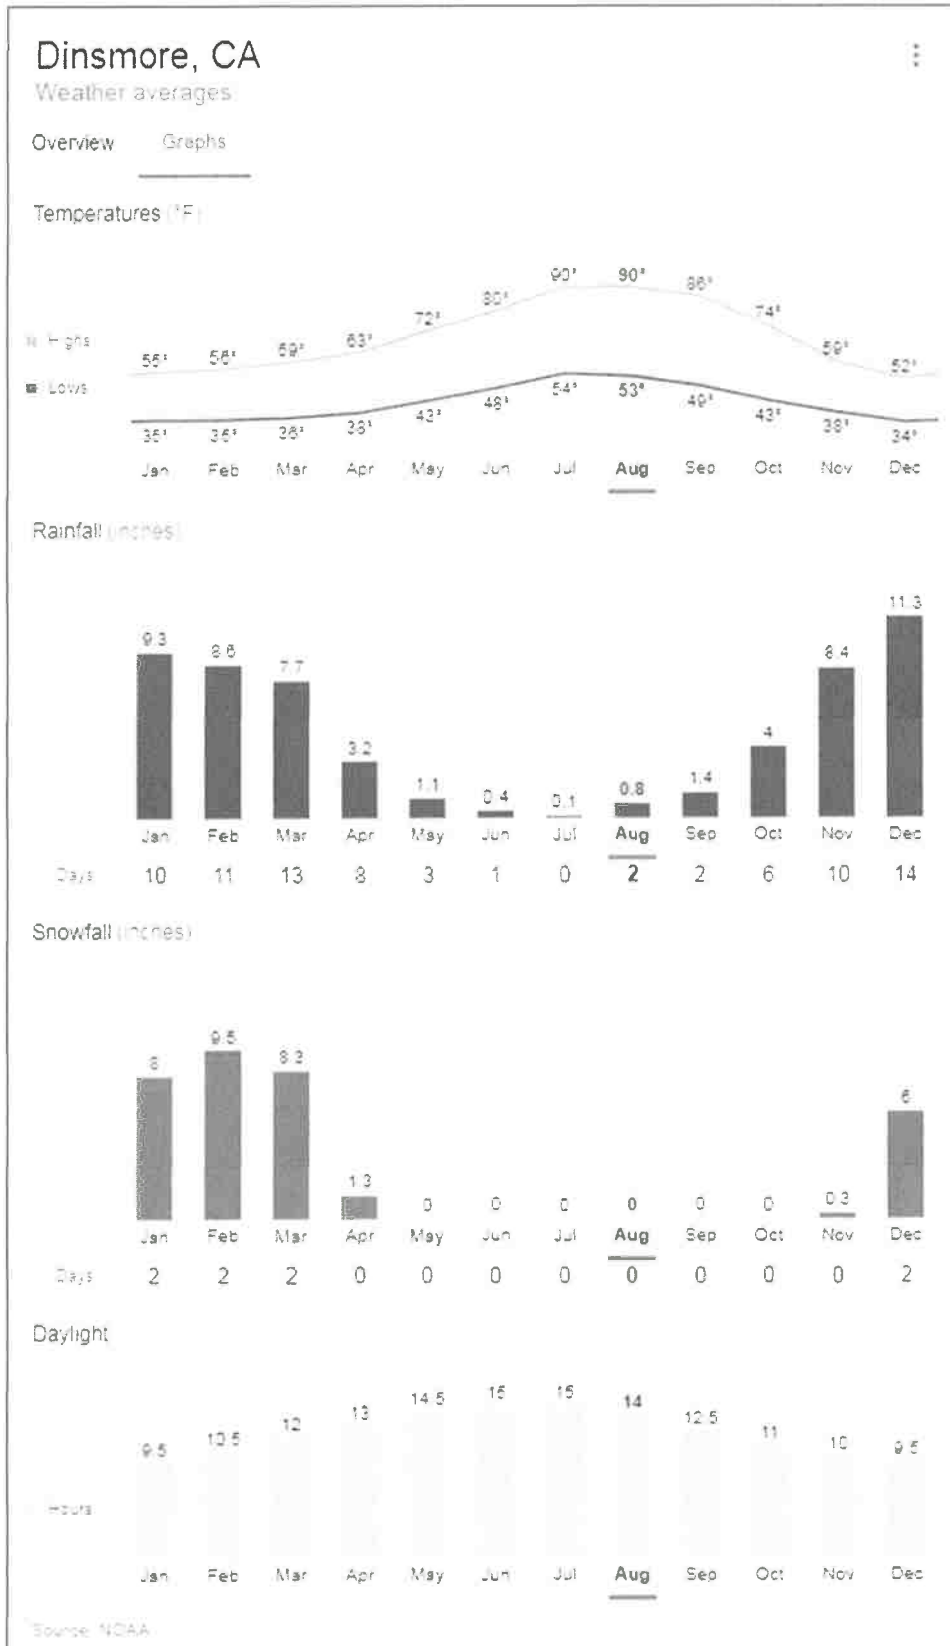 Dinsmore, CA
Weather averages
Overview Graphs
Temperatures (°F)
90° 90° 86° 80° 74° 72° 63° 59° 59° 56° 55° 52°
Highs
Lows
54° 53° 49° 48° 43° 43° 38° 38° 36° 36° 35° 34°
Jan Feb Mar Apr May Jun Jul Aug Sep Oct Nov Dec
Rainfall (inches)
9.3 8.6 7.7 3.2 1.1 0.4 0.1 0.8 1.4 4 8.4 11.3
Jan Feb Mar Apr May Jun Jul Aug Sep Oct Nov Dec
Days 10 11 13 8 3 1 0 2 2 6 10 14
Snowfall (inches)
8 9.5 8.3 1.3 0 0 0 0 0 0 0.3 6
Jan Feb Mar Apr May Jun Jul Aug Sep Oct Nov Dec
Days 2 2 2 0 0 0 0 0 0 0 0 2
Daylight
9.5 10.5 12 13 14.5 15 15 14 12.5 11 10 9.5
Hours
Jan Feb Mar Apr May Jun Jul Aug Sep Oct Nov Dec
Source: NOAA